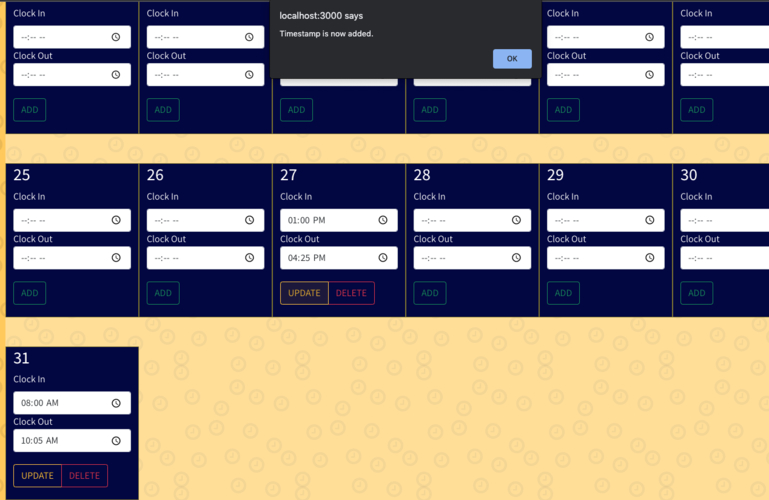 Clock In
Clock In
localhost:3000 says
Timestamp is now added.
OK
Clock In
Clock In
--:-- --
--:-- --
--:-- --
--:-- --
Clock Out
Clock Out
Clock Out
Clock Out
--:-- --
--:-- --
--:-- --
--:-- --
ADD
ADD
ADD
ADD
ADD
ADD
25
26
27
28
29
30
Clock In
Clock In
Clock In
Clock In
Clock In
Clock In
--:-- --
--:-- --
01:00 PM
--:-- --
--:-- --
--:-- --
Clock Out
Clock Out
Clock Out
Clock Out
Clock Out
Clock Out
--:-- --
--:-- --
04:25 PM
--:-- --
--:-- --
--:-- --
ADD
ADD
UPDATE
DELETE
ADD
ADD
ADD
31
Clock In
08:00 AM
Clock Out
10:05 AM
UPDATE
DELETE